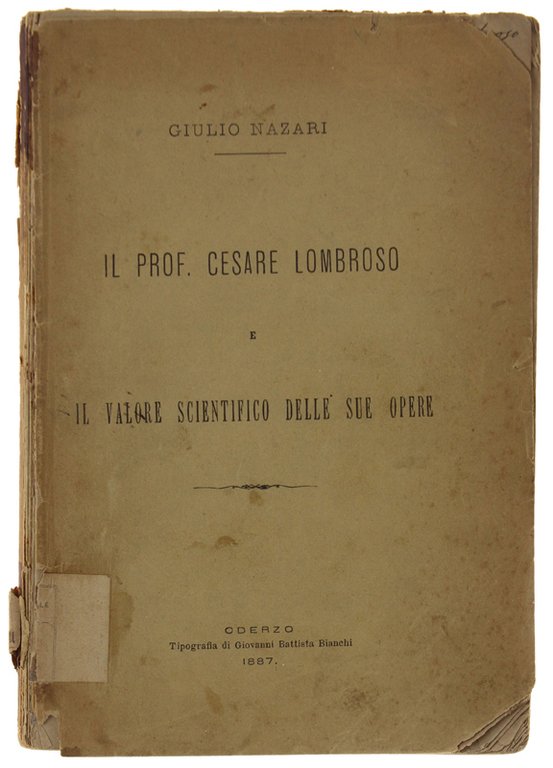 GIULIO NAZARI
IL PROF. CESARE LOMBROSO
E
IL VALORE SCIENTIFICO DELLE SUE OPERE
ODERZO
Tipografia di Giovanni Battista Bianchi
1887.